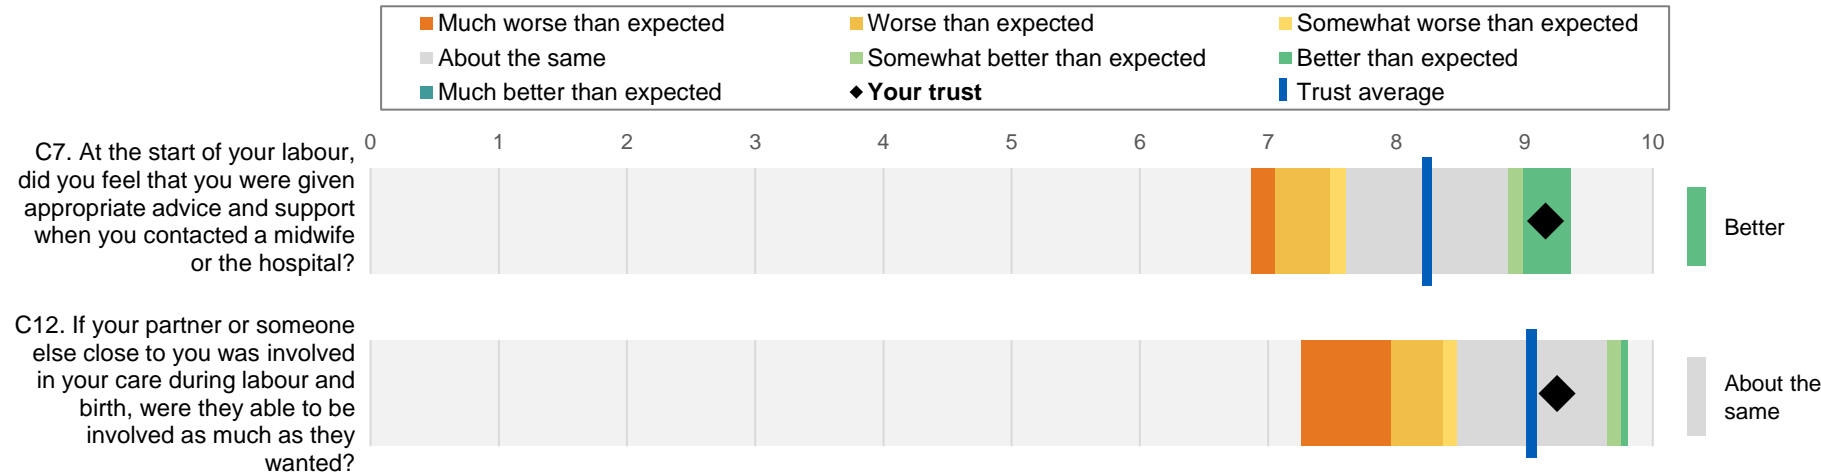 Much worse than expected
Worse than expected
Somewhat worse than expected
About the same
Somewhat better than expected
Better than expected
Much better than expected
Your trust
Trust average
0 1 2 3 4 5 6 7 8 9 10
C7. At the start of your labour,
did you feel that you were given
appropriate advice and support
when you contacted a midwife
or the hospital?
Better
C12. If your partner or someone
else close to you was involved
in your care during labour and
birth, were they able to be
involved as much as they
wanted?
About the
same